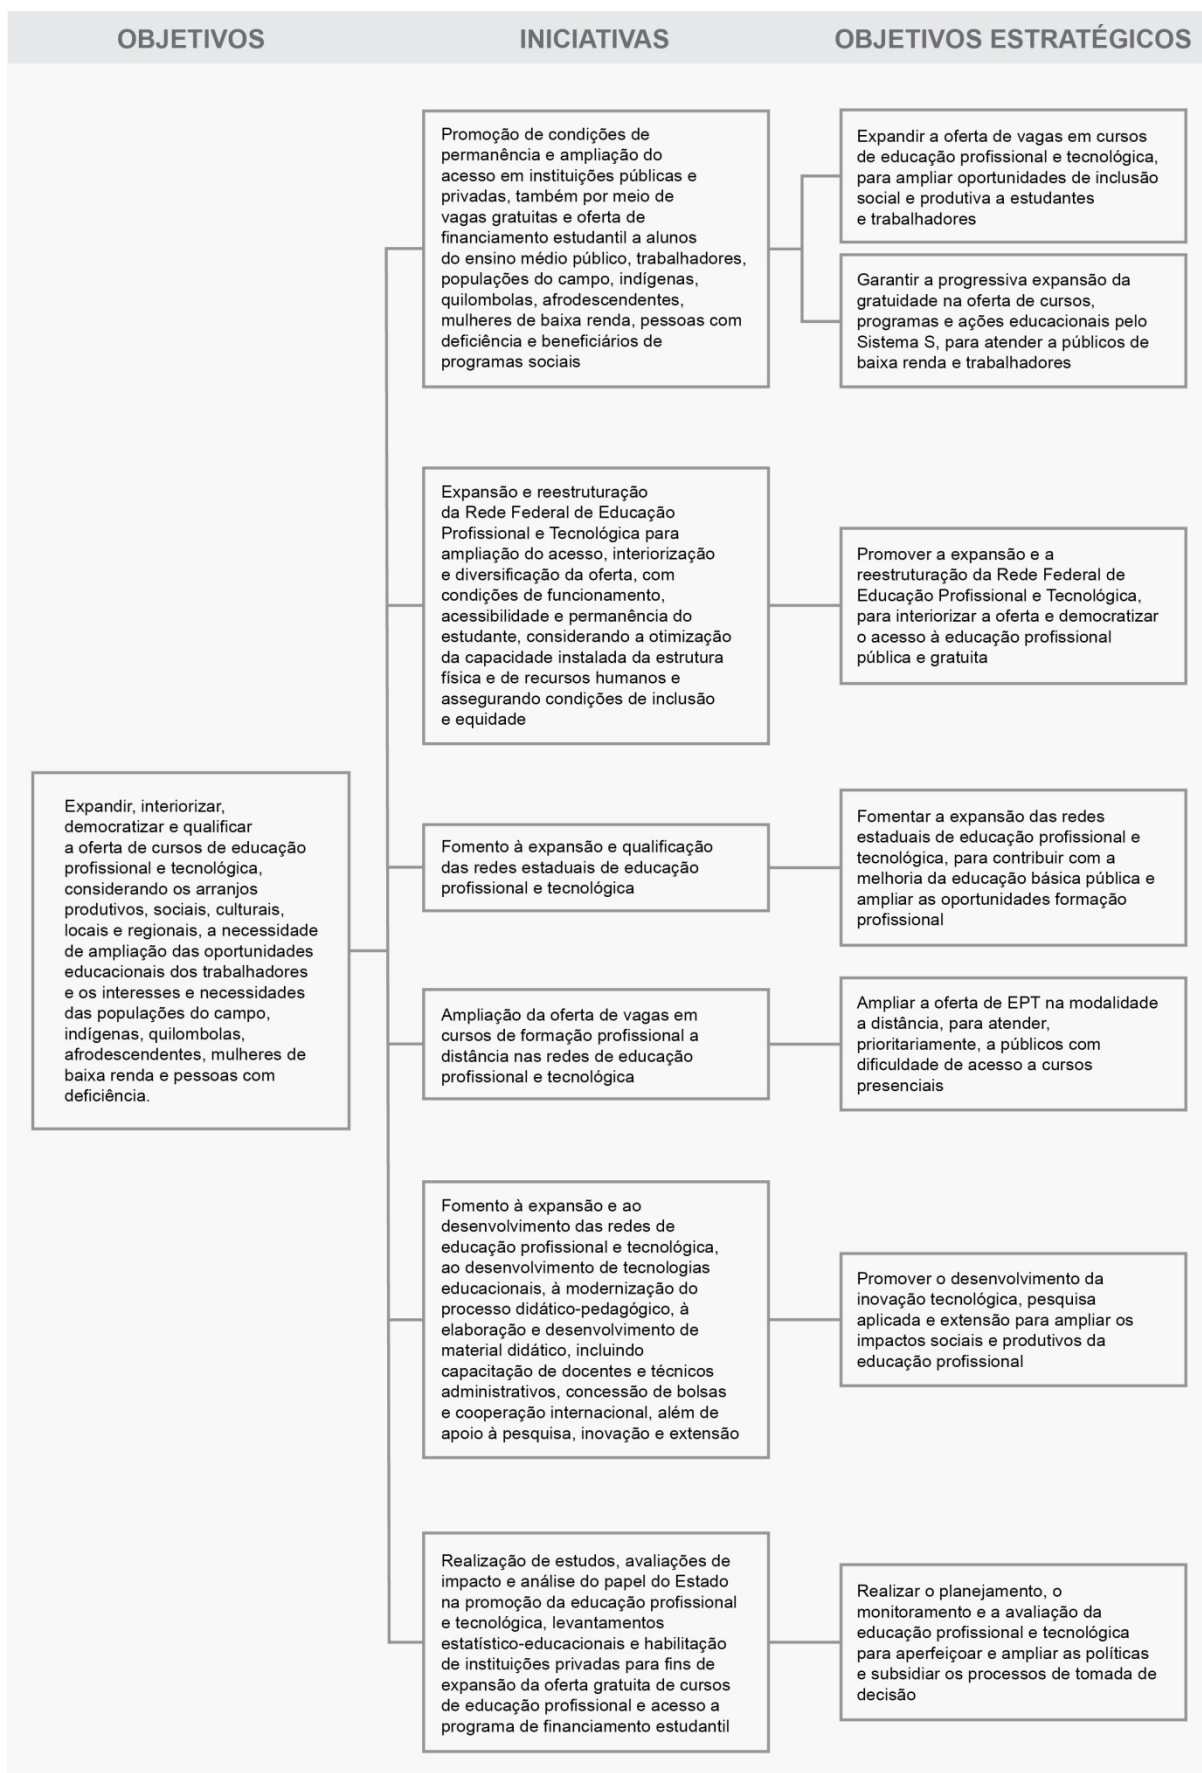 OBJETIVOS
INICIATIVAS
OBJETIVOS ESTRATÉGICOS
Expandir, interiorizar,
democratizar e qualificar
a oferta de cursos de educação
profissional e tecnológica,
considerando os arranjos
produtivos, sociais, culturais,
locais e regionais, a necessidade
de ampliação das oportunidades
educacionais dos trabalhadores
e os interesses e necessidades
das populações do campo,
indígenas, quilombolas,
afrodescendentes, mulheres de
baixa renda e pessoas com
deficiência.
Promoção de condições de
permanência e ampliação do
acesso em instituições públicas e
privadas, também por meio de
vagas gratuitas e oferta de
financiamento estudantil a alunos
do ensino médio público, trabalhadores,
populações do campo, indígenas,
quilombolas, afrodescendentes,
mulheres de baixa renda, pessoas com
deficiência e beneficiários de
programas sociais
Expandir a oferta de vagas em cursos
de educação profissional e tecnológica,
para ampliar oportunidades de inclusão
social e produtiva a estudantes
e trabalhadores
Garantir a progressiva expansão da
gratuidade na oferta de cursos,
programas e ações educacionais pelo
Sistema S, para atender a públicos de
baixa renda e trabalhadores
Expansão e reestruturação
da Rede Federal de Educação
Profissional e Tecnológica para
ampliação do acesso, interiorização
e diversificação da oferta, com
condições de funcionamento,
acessibilidade e permanência do
estudante, considerando a otimização
da capacidade instalada da estrutura
física e de recursos humanos e
assegurando condições de inclusão
e equidade
Promover a expansão e a
reestruturação da Rede Federal de
Educação Profissional e Tecnológica,
para interiorizar a oferta e democratizar
o acesso à educação profissional
pública e gratuita
Fomento à expansão e qualificação
das redes estaduais de educação
profissional e tecnológica
Fomentar a expansão das redes
estaduais de educação profissional e
tecnológica, para contribuir com a
melhoria da educação básica pública e
ampliar as oportunidades formação
profissional
Ampliação da oferta de vagas em
cursos de formação profissional a
distância nas redes de educação
profissional e tecnológica
Ampliar a oferta de EPT na modalidade
a distância, para atender,
prioritariamente, a públicos com
dificuldade de acesso a cursos
presenciais
Fomento à expansão e ao
desenvolvimento das redes de
educação profissional e tecnológica,
ao desenvolvimento de tecnologias
educacionais, à modernização do
processo didático-pedagógico, à
elaboração e desenvolvimento de
material didático, incluindo
capacitação de docentes e técnicos
administrativos, concessão de bolsas
e cooperação internacional, além de
apoio à pesquisa, inovação e extensão
Promover o desenvolvimento da
inovação tecnológica, pesquisa
aplicada e extensão para ampliar os
impactos sociais e produtivos da
educação profissional
Realização de estudos, avaliações de
impacto e análise do papel do Estado
na promoção da educação profissional
e tecnológica, levantamentos
estatístico-educacionais e habilitação
de instituições privadas para fins de
expansão da oferta gratuita de cursos
de educação profissional e acesso a
programa de financiamento estudantil
Realizar o planejamento, o
monitoramento e a avaliação da
educação profissional e tecnológica
para aperfeiçoar e ampliar as políticas
e subsidiar os processos de tomada de
decisão